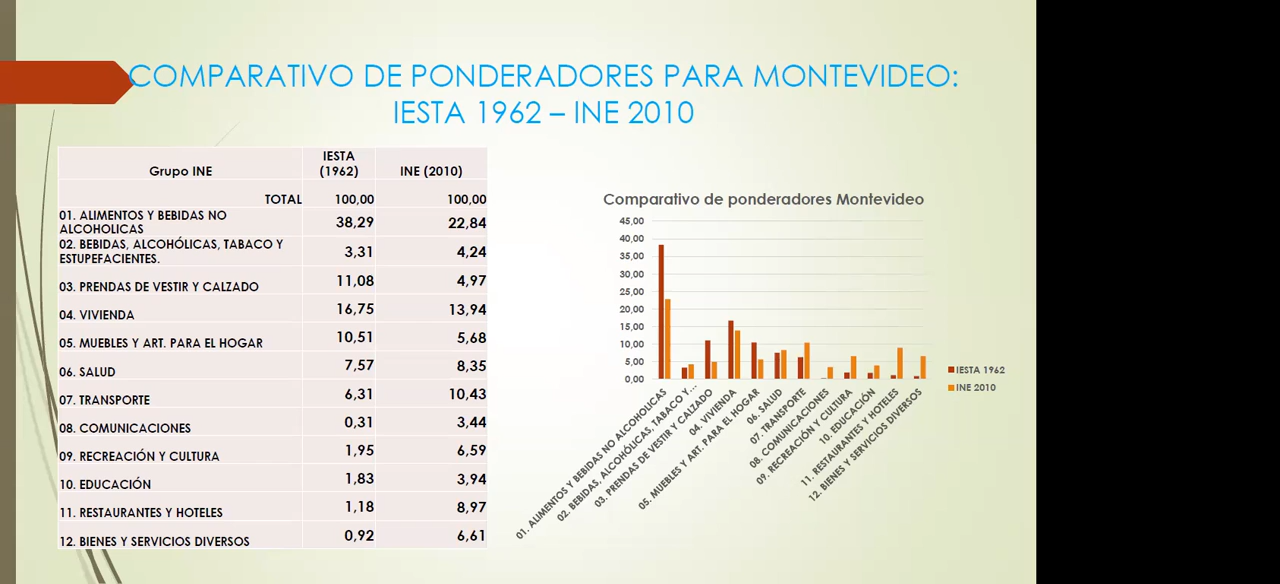 COMPARATIVO DE PONDERADORES PARA MONTEVIDEO:
IESTA 1962 – INE 2010
Grupo INE IESTA (1962) INE (2010)
TOTAL 100,00 100,00
01. ALIMENTOS Y BEBIDAS NO ALCOHOLICAS 38,29 22,84
02. BEBIDAS, ALCOHÓLICAS, TABACO Y ESTUPEFACIENTES. 3,31 4,24
03. PRENDAS DE VESTIR Y CALZADO 11,08 4,97
04. VIVIENDA 16,75 13,94
05. MUEBLES Y ART. PARA EL HOGAR 10,51 5,68
06. SALUD 7,57 8,35
07. TRANSPORTE 6,31 10,43
08. COMUNICACIONES 0,31 3,44
09. RECREACIÓN Y CULTURA 1,95 6,59
10. EDUCACIÓN 1,83 3,94
11. RESTAURANTES Y HOTELES 1,18 8,97
12. BIENES Y SERVICIOS DIVERSOS 0,92 6,61
Comparativo de ponderadores Montevideo
45,00
40,00
35,00
30,00
25,00
20,00
15,00
10,00
5,00
0,00
01. ALIMENTOS Y BEBIDAS NO ALCOHOLICAS
02. BEBIDAS, ALCOHÓLICAS, TABACO Y…
03. PRENDAS DE VESTIR Y CALZADO
04. VIVIENDA
05. MUEBLES Y ART. PARA EL HOGAR
06. SALUD
07. TRANSPORTE
08. COMUNICACIONES
09. RECREACIÓN Y CULTURA
10. EDUCACIÓN
11. RESTAURANTES Y HOTELES
12. BIENES Y SERVICIOS DIVERSOS
IESTA 1962
INE 2010